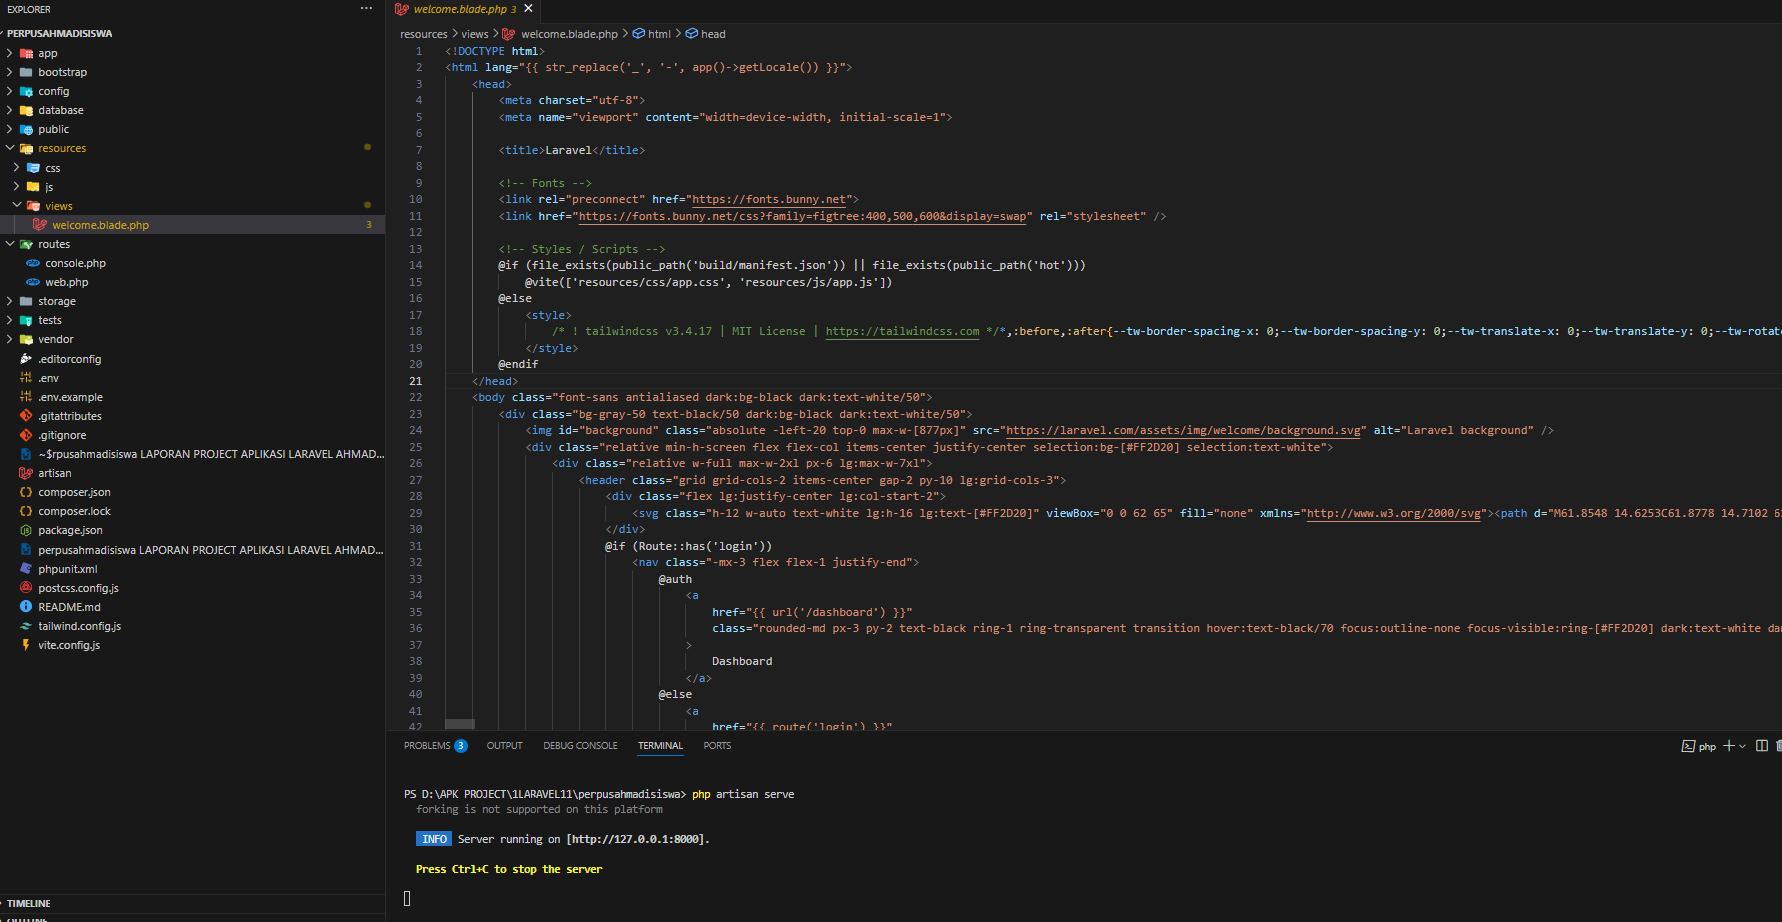 EXPLORER
PERPUSAHMADISISWA
app
bootstrap
config
database
public
resources
css
js
views
welcome.blade.php 3
routes
console.php
web.php
storage
tests
vendor
.editorconfig
.env
.env.example
.gitattributes
.gitignore
~$rpusahmadisiswa LAPORAN PROJECT APLIKASI LARAVEL AHMAD...
artisan
composer.json
composer.lock
package.json
perpusahmadisiswa LAPORAN PROJECT APLIKASI LARAVEL AHMAD...
phpunit.xml
postcss.config.js
README.md
tailwind.config.js
vite.config.js
TIMELINE
OUTLINE
welcome.blade.php 3
resources > views > welcome.blade.php > html > head
1 <!DOCTYPE html>
2 <html lang="{{ str_replace('_', '-', app()->getLocale()) }}">
3 <head>
4 <meta charset="utf-8">
5 <meta name="viewport" content="width=device-width, initial-scale=1">
6
7 <title>Laravel</title>
8
9 <!-- Fonts -->
10 <link rel="preconnect" href="https://fonts.bunny.net">
11 <link href="https://fonts.bunny.net/css?family=figtree:400,500,600&display=swap" rel="stylesheet" />
12
13 <!-- Styles / Scripts -->
14 @if (file_exists(public_path('build/manifest.json')) || file_exists(public_path('hot')))
15 @vite(['resources/css/app.css', 'resources/js/app.js'])
16 @else
17 <style>
18 /* ! tailwindcss v3.4.17 | MIT License | https://tailwindcss.com */*,:before,:after{--tw-border-spacing-x: 0;--tw-border-spacing-y: 0;--tw-translate-x: 0;--tw-translate-y: 0;--tw-rotat
19 </style>
20 @endif
21 </head>
22 <body class="font-sans antialiased dark:bg-black dark:text-white/50">
23 <div class="bg-gray-50 text-black/50 dark:bg-black dark:text-white/50">
24 <img id="background" class="absolute -left-20 top-0 max-w-[877px]" src="https://laravel.com/assets/img/welcome/background.svg" alt="Laravel background" />
25 <div class="relative min-h-screen flex flex-col items-center justify-center selection:bg-[#FF2D20] selection:text-white">
26 <div class="relative w-full max-w-2xl px-6 lg:max-w-7xl">
27 <header class="grid grid-cols-2 items-center gap-2 py-10 lg:grid-cols-3">
28 <div class="flex lg:justify-center lg:col-start-2">
29 <svg class="h-12 w-auto text-white lg:h-16 lg:text-[#FF2D20]" viewBox="0 0 62 65" fill="none" xmlns="http://www.w3.org/2000/svg"><path d="M61.8548 14.6253C61.8778 14.7102 6
30 </div>
31 @if (Route::has('login'))
32 <nav class="-mx-3 flex flex-1 justify-end">
33 @auth
34 <a
35 href="{{ url('/dashboard') }}"
36 class="rounded-md px-3 py-2 text-black ring-1 ring-transparent transition hover:text-black/70 focus:outline-none focus-visible:ring-[#FF2D20] dark:text-white da
37 >
38 Dashboard
39 </a>
40 @else
41 <a
42 href="{{ route('login') }}"
PROBLEMS 3 OUTPUT DEBUG CONSOLE TERMINAL PORTS
php
PS D:\APK PROJECT\1LARAVEL11\perpusahmadisiswa> php artisan serve
forking is not supported on this platform
INFO Server running on [http://127.0.0.1:8000].
Press Ctrl+C to stop the server